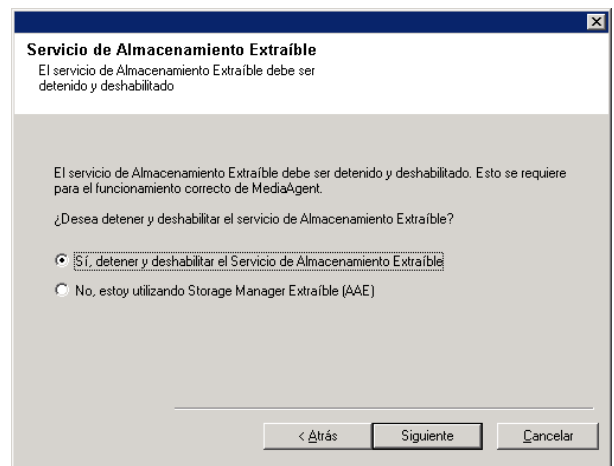 Servicio de Almacenamiento Extraíble
El servicio de Almacenamiento Extraíble debe ser
detenido y deshabilitado
El servicio de Almacenamiento Extraíble debe ser detenido y deshabilitado. Esto se requiere
para el funcionamiento correcto de MediaAgent.
¿Desea detener y deshabilitar el servicio de Almacenamiento Extraíble?
Sí, detener y deshabilitar el Servicio de Almacenamiento Extraíble
No, estoy utilizando Storage Manager Extraíble (AAE)
< Atrás Siguiente Cancelar